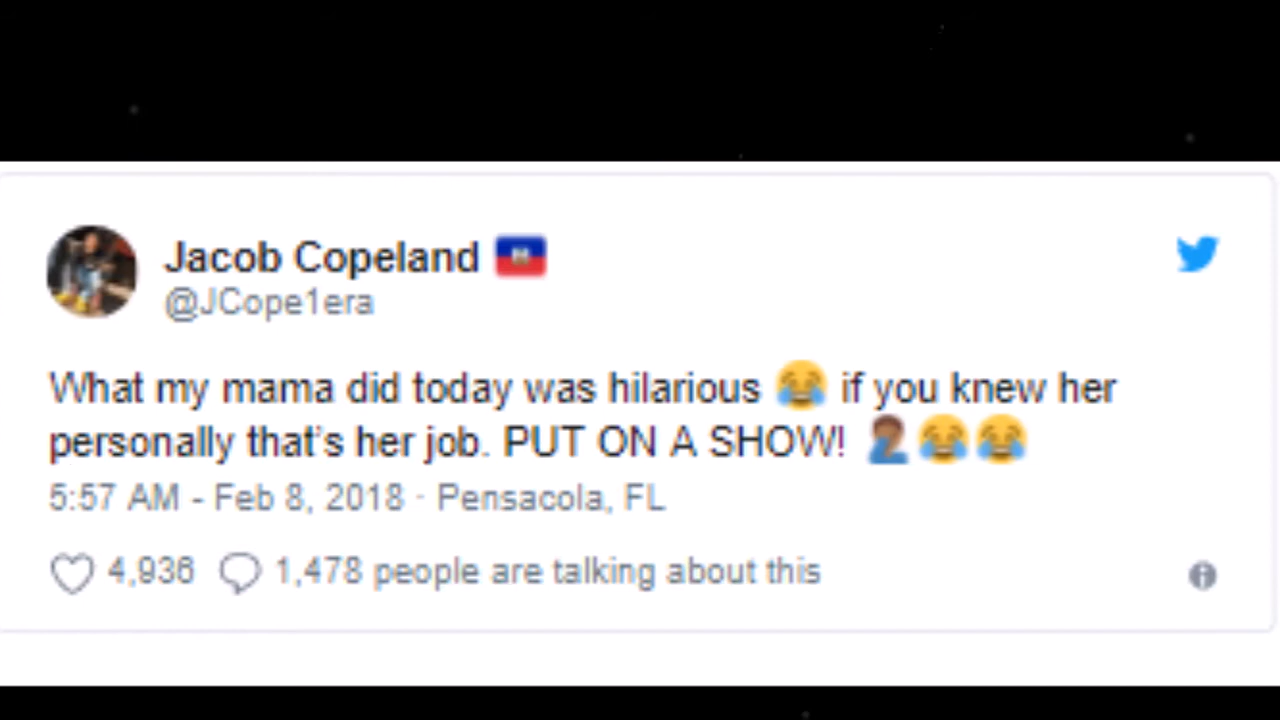 Jacob Copeland 🇭🇹
@JCope1era
What my mama did today was hilarious 😂 if you knew her
personally that's her job. PUT ON A SHOW! 🤦🏾‍♂️😂😂
5:57 AM - Feb 8, 2018 · Pensacola, FL
4,936 1,478 people are talking about this